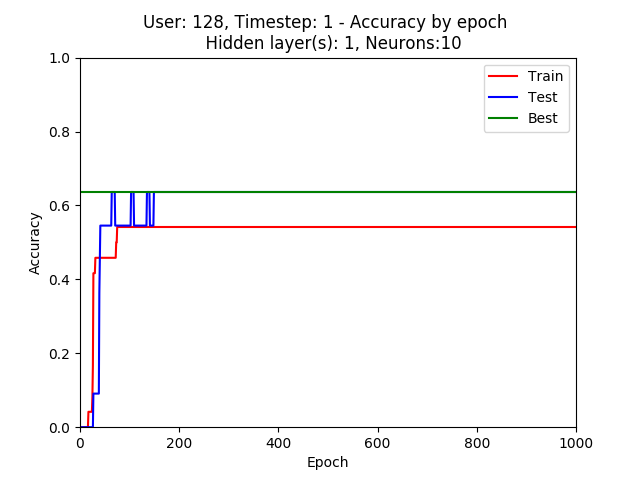 User: 128, Timestep: 1 - Accuracy by epoch
Hidden layer(s): 1, Neurons:10
1.0
0.8
0.6
0.4
0.2
0.0
Accuracy
Train
Test
Best
0
200
400
600
800
1000
Epoch